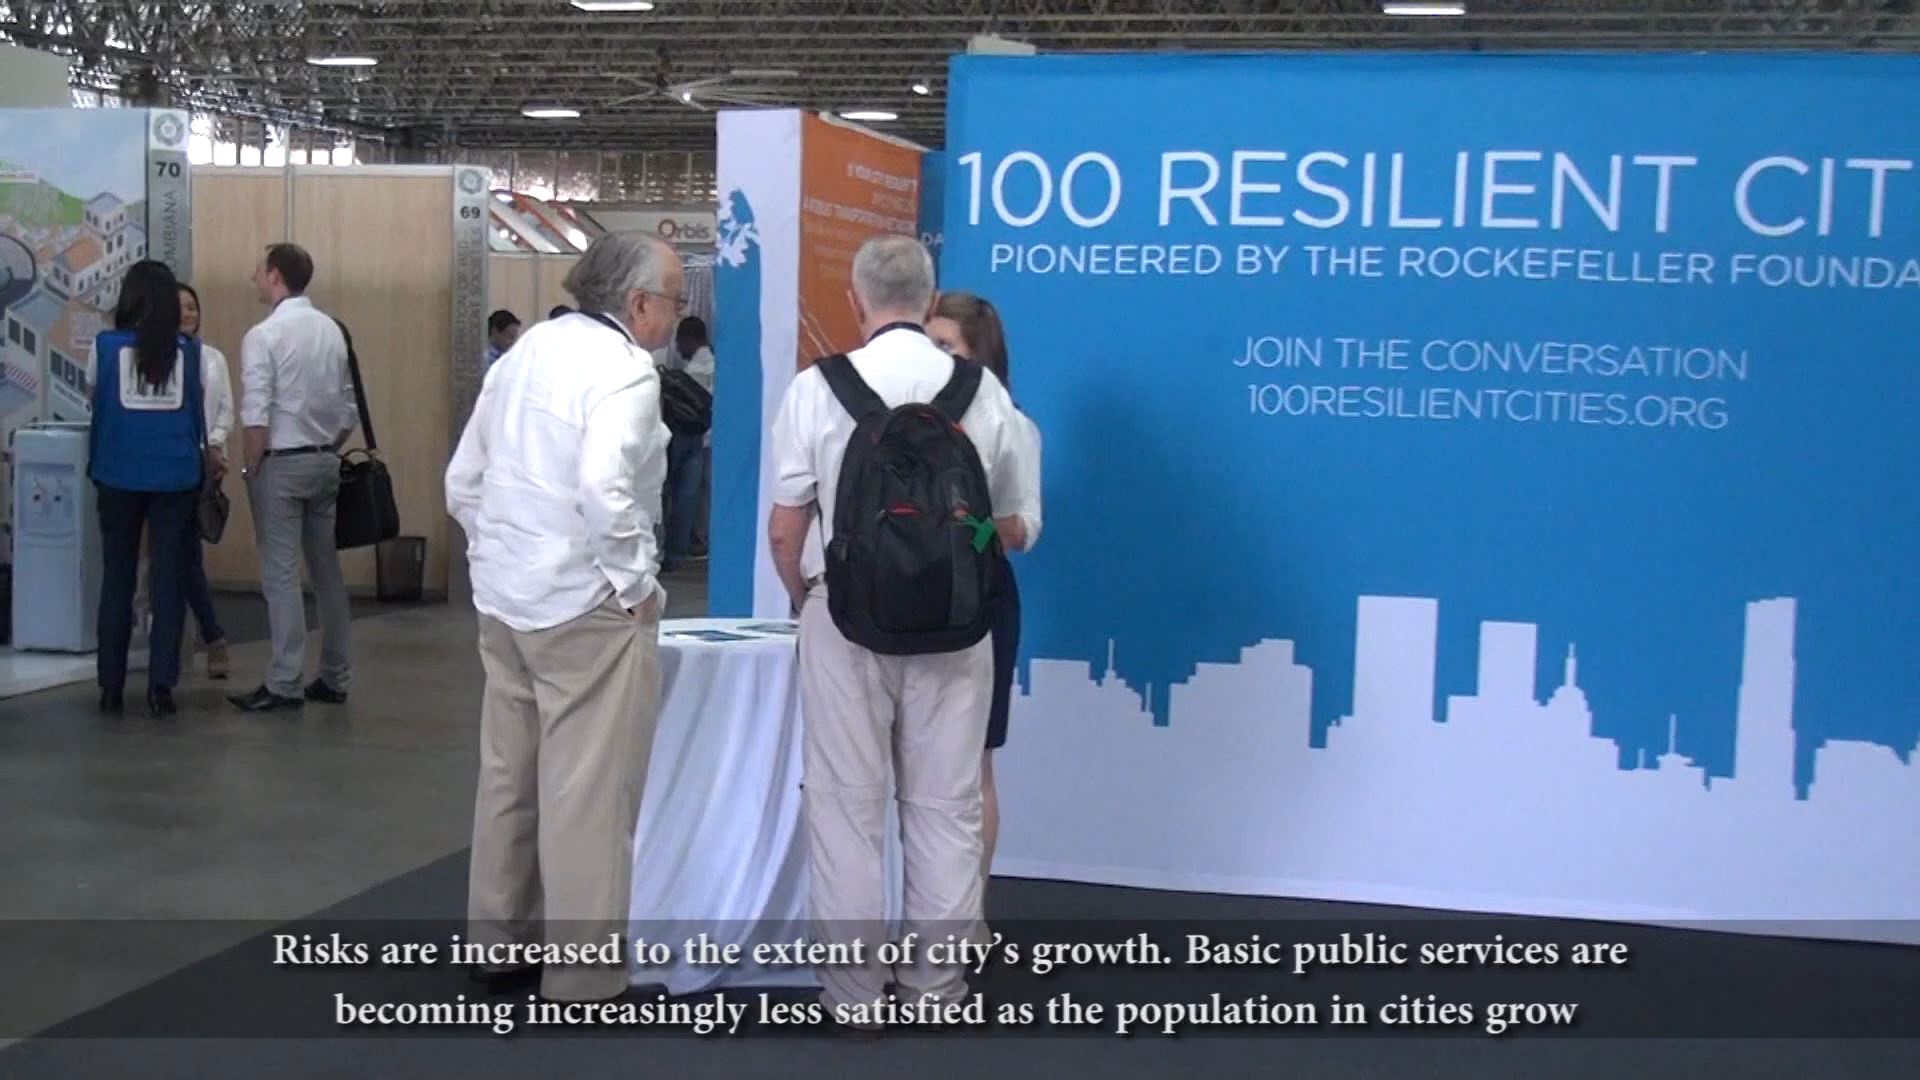 100 RESILIENT CIT
PIONEERED BY THE ROCKEFELLER FOUNDA
JOIN THE CONVERSATION
100RESILIENTCITIES.ORG
70
69
Orbis
Risks are increased to the extent of city's growth. Basic public services are
becoming increasingly less satisfied as the population in cities grow